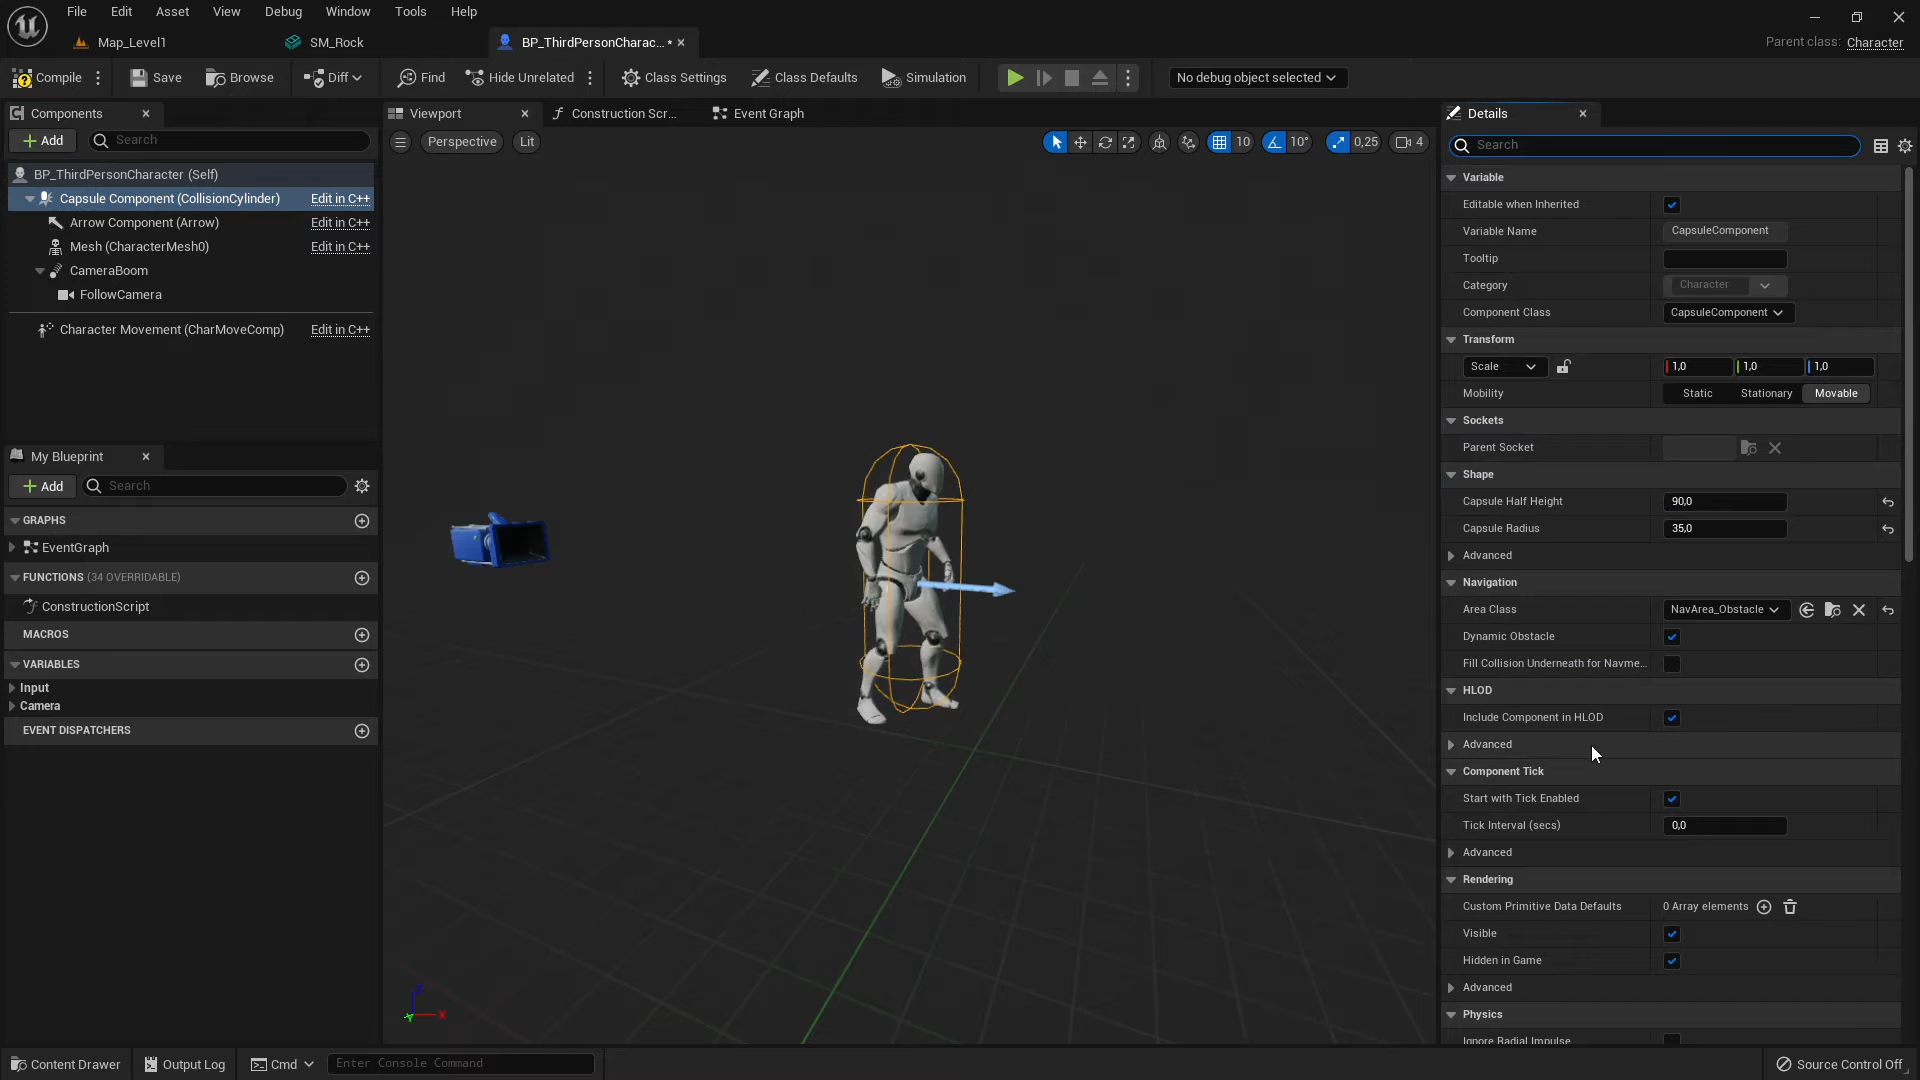 File Edit Asset View Debug Window Tools Help
Map_Level1 SM_Rock BP_ThirdPersonCharac... •
Parent class: Character
Compile Save Browse Diff Find Hide Unrelated Class Settings Class Defaults Simulation No debug object selected
Components
Add Search
BP_ThirdPersonCharacter (Self)
Capsule Component (CollisionCylinder) Edit in C++
Arrow Component (Arrow) Edit in C++
Mesh (CharacterMesh0) Edit in C++
CameraBoom
FollowCamera
Character Movement (CharMoveComp) Edit in C++
My Blueprint
Add Search
GRAPHS
EventGraph
FUNCTIONS (34 OVERRIDABLE)
ConstructionScript
MACROS
VARIABLES
Input
Camera
EVENT DISPATCHERS
Viewport Construction Scr... Event Graph
Perspective Lit 10 10° 0,25 4
Z
X
Y
Details
Search
Variable
Editable when Inherited
Variable Name CapsuleComponent
Tooltip
Category Character
Component Class CapsuleComponent
Transform
Scale 1,0 1,0 1,0
Mobility Static Stationary Movable
Sockets
Parent Socket
Shape
Capsule Half Height 90,0
Capsule Radius 35,0
Advanced
Navigation
Area Class NavArea_Obstacle
Dynamic Obstacle
Fill Collision Underneath for Navme...
HLOD
Include Component in HLOD
Advanced
Component Tick
Start with Tick Enabled
Tick Interval (secs) 0,0
Advanced
Rendering
Custom Primitive Data Defaults 0 Array elements
Visible
Hidden in Game
Advanced
Physics
Ignore Radial Impulse
Content Drawer Output Log Cmd Enter Console Command Source Control Off